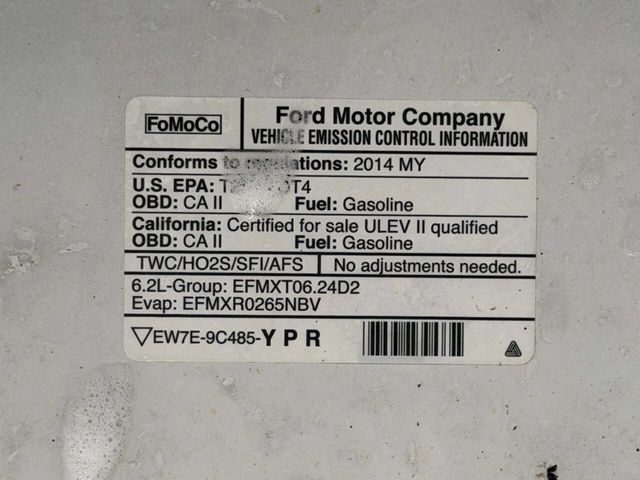 FoMoCo
Ford Motor Company
VEHICLE EMISSION CONTROL INFORMATION
Conforms to regulations: 2014 MY
U.S. EPA:
OBD: CA II Fuel: Gasoline
California: Certified for sale ULEV II qualified
OBD: CA II Fuel: Gasoline
TWC/HO2S/SFI/AFS No adjustments needed.
6.2L-Group: EFMXT06.24D2
Evap: EFMXR0265NBV
▽EW7E-9C485-Y P R